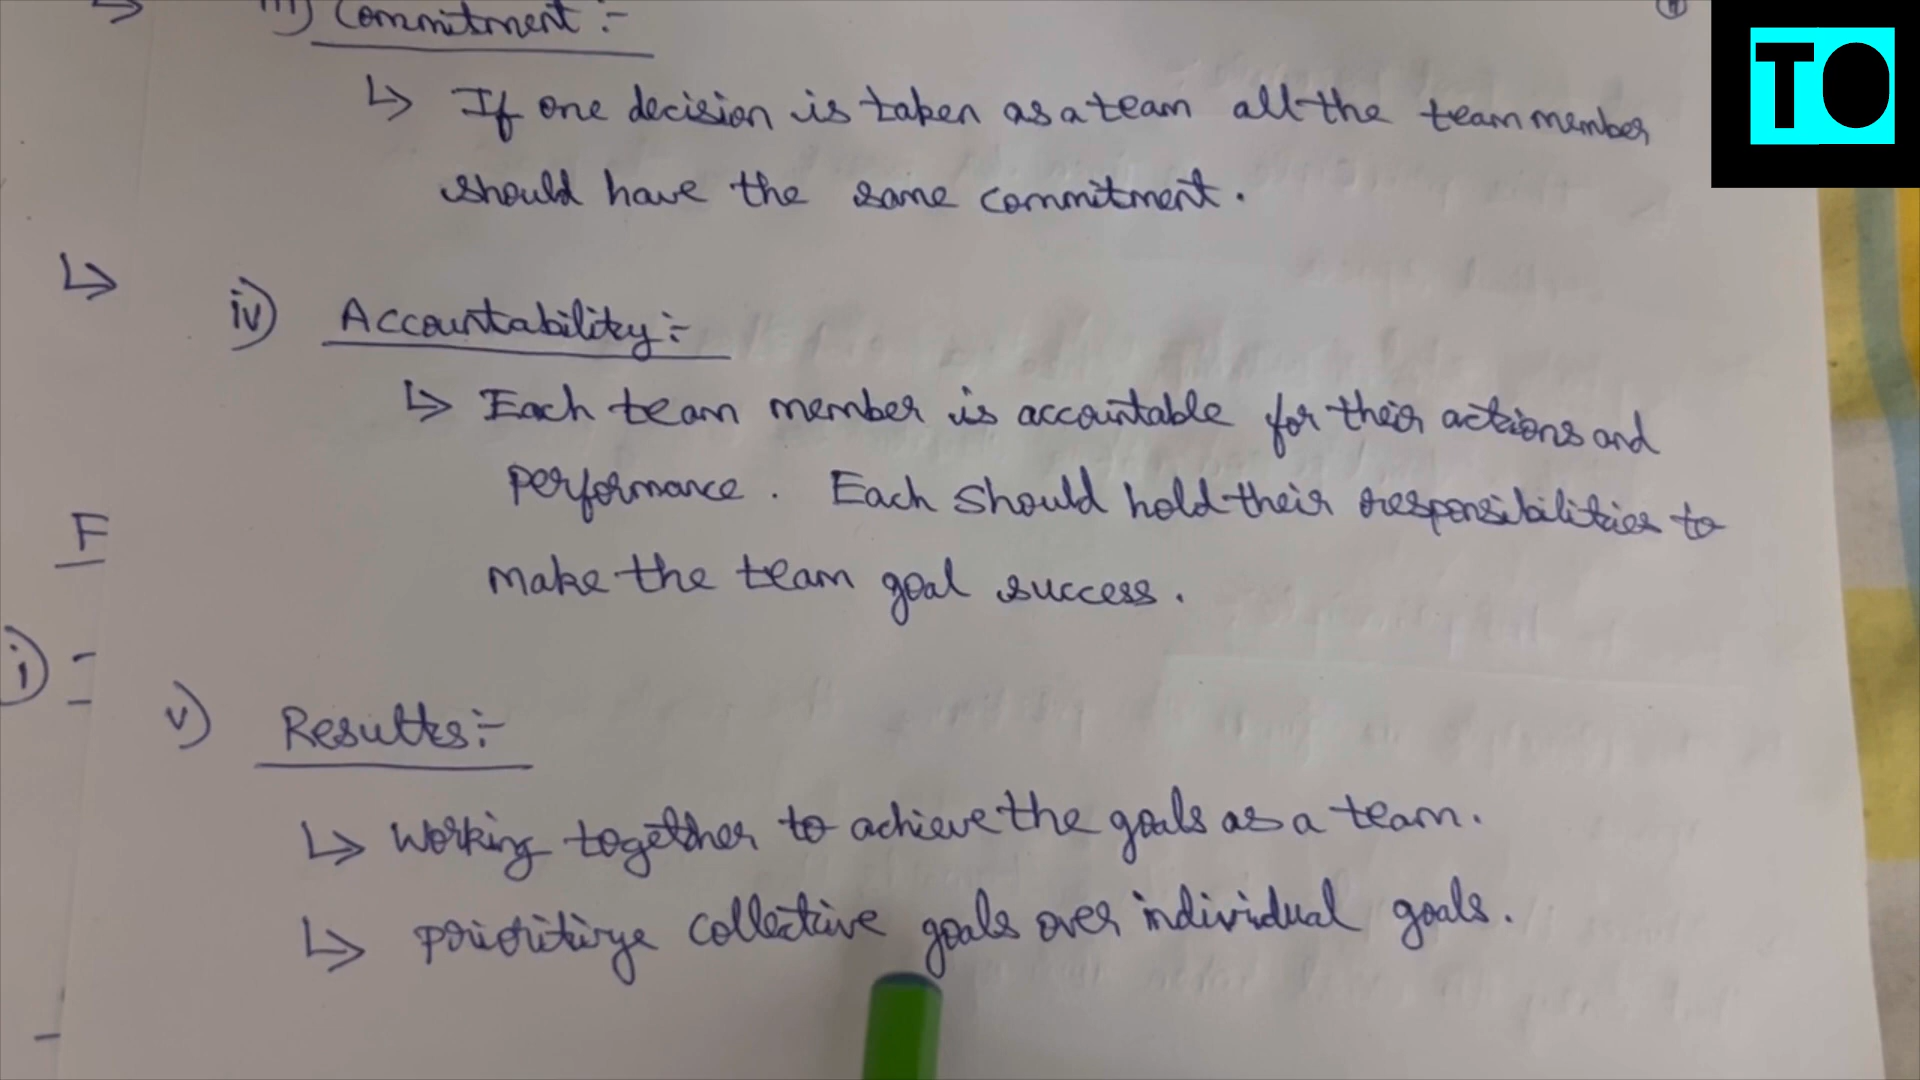 iii) Commitment :-
↳ If one decision is taken as a team all the team member
should have the same commitment.
iv) Accountability :-
↳ Each team member is accountable for their actions and
performance. Each should hold their responsibilities to
make the team goal success.
v) Results :-
↳ Working together to achieve the goals as a team.
↳ prioritizye collective goals over individual goals.
F
i)
TO